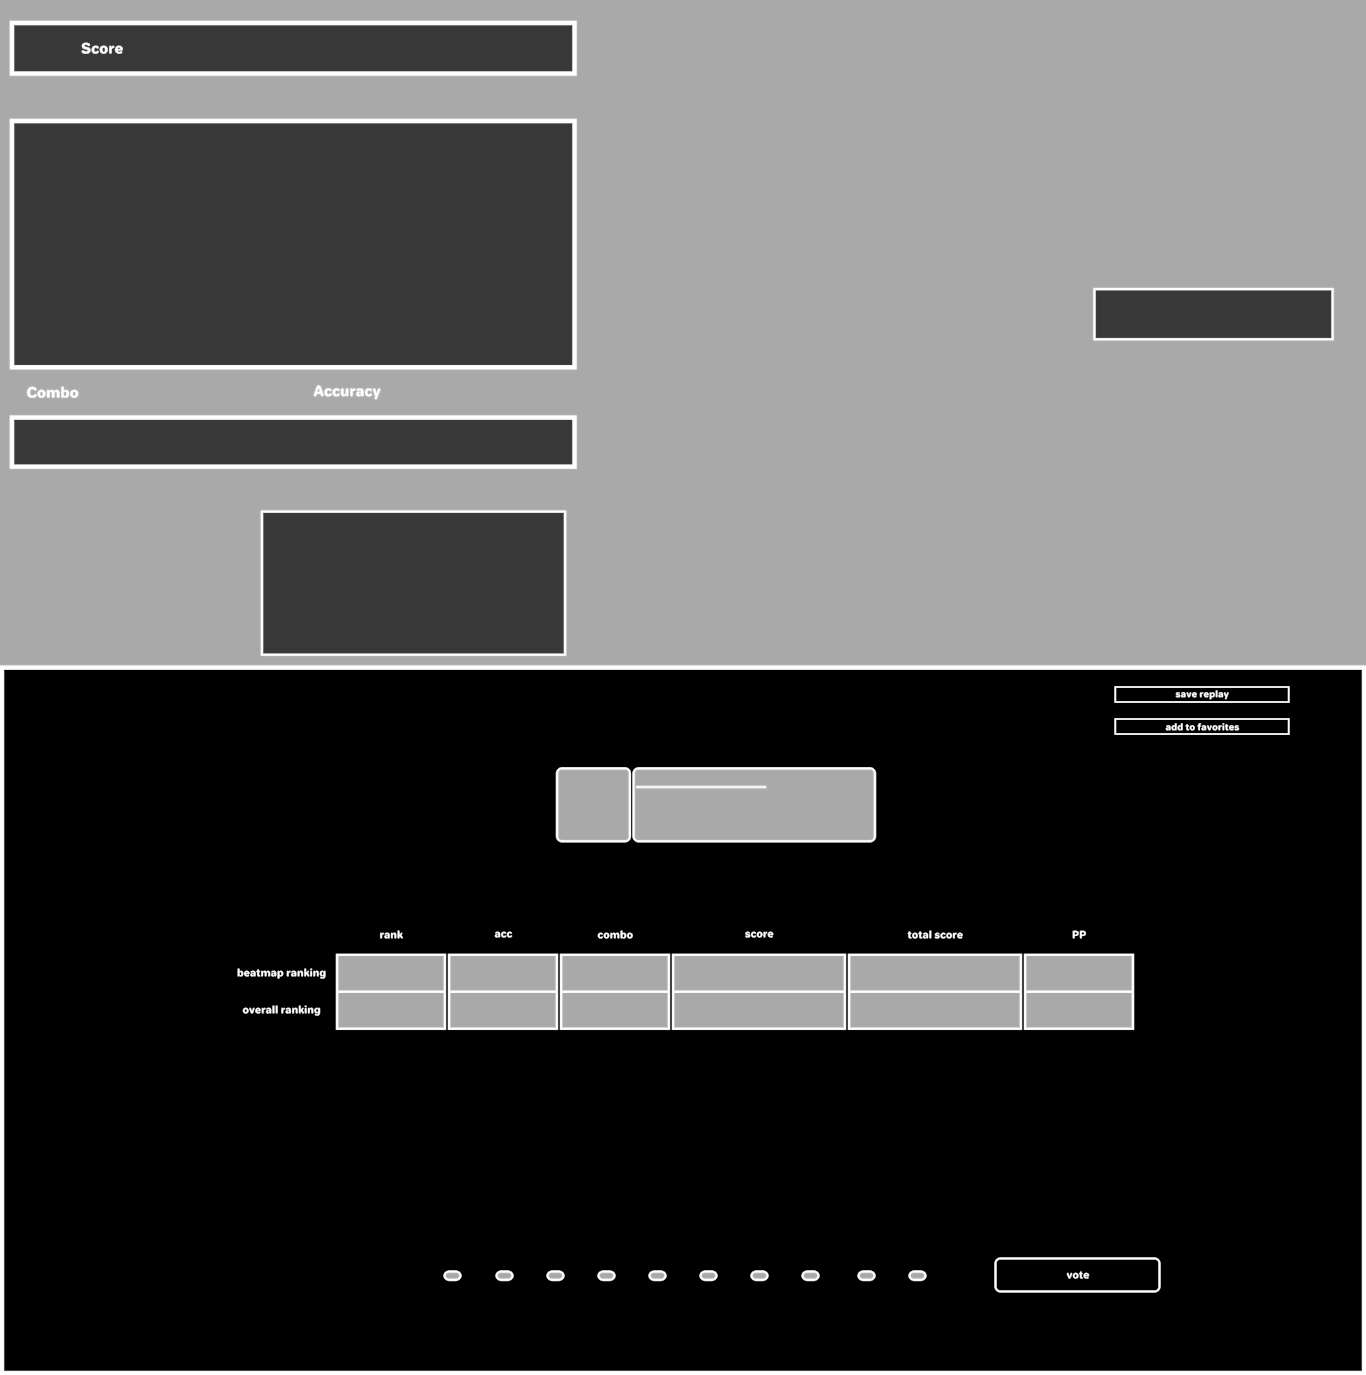 Score
Combo Accuracy
save replay
add to favorites
rank acc combo score total score PP
beatmap ranking
overall ranking
vote